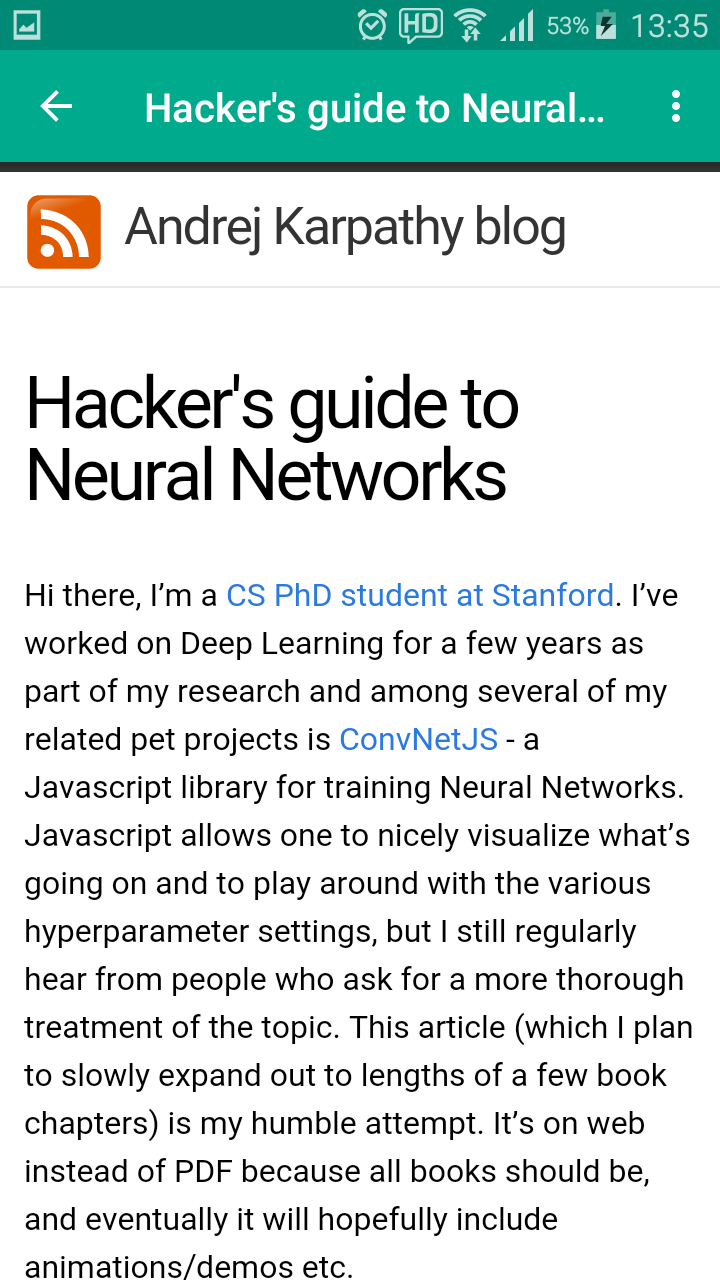 HD 53% 13:35
Hacker's guide to Neural...
Andrej Karpathy blog
Hacker's guide to
Neural Networks
Hi there, I’m a CS PhD student at Stanford. I’ve
worked on Deep Learning for a few years as
part of my research and among several of my
related pet projects is ConvNetJS - a
Javascript library for training Neural Networks.
Javascript allows one to nicely visualize what’s
going on and to play around with the various
hyperparameter settings, but I still regularly
hear from people who ask for a more thorough
treatment of the topic. This article (which I plan
to slowly expand out to lengths of a few book
chapters) is my humble attempt. It’s on web
instead of PDF because all books should be,
and eventually it will hopefully include
animations/demos etc.